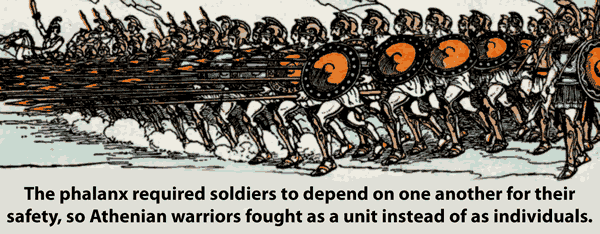 The phalanx required soldiers to depend on one another for their
safety, so Athenian warriors fought as a unit instead of as individuals.